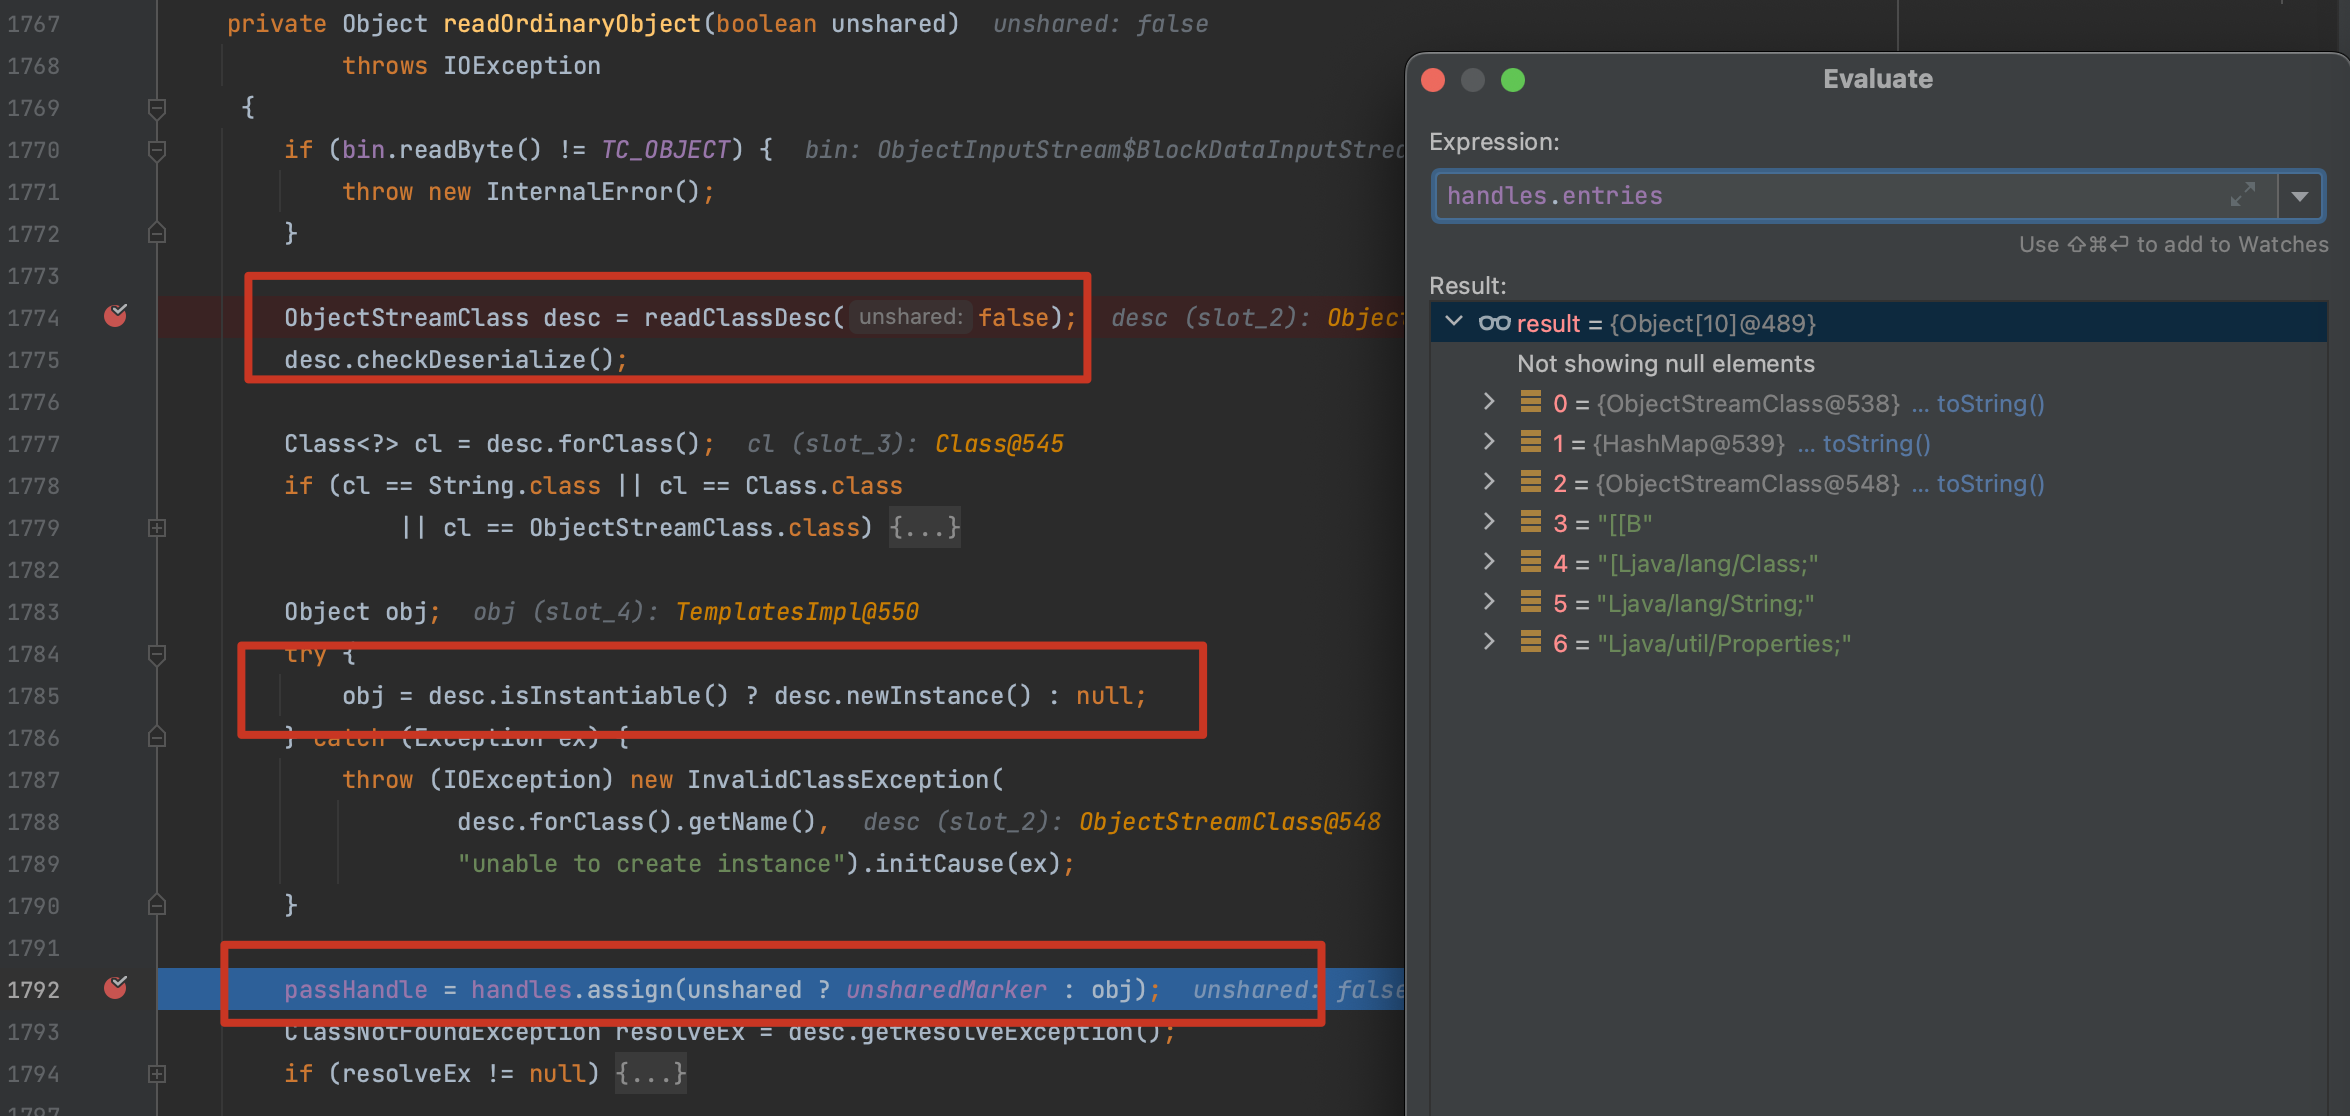 1767 private Object readOrdinaryObject(boolean unshared) unshared: false
1768 throws IOException
1769 {
1770 if (bin.readByte() != TC_OBJECT) { bin: ObjectInputStream$BlockDataInputStrea
1771 throw new InternalError();
1772 }
1773
1774 ObjectStreamClass desc = readClassDesc( unshared: false); desc (slot_2): Object
1775 desc.checkDeserialize();
1776
1777 Class<?> cl = desc.forClass(); cl (slot_3): Class@545
1778 if (cl == String.class || cl == Class.class
1779 || cl == ObjectStreamClass.class) {...}
1782
1783 Object obj; obj (slot_4): TemplatesImpl@550
1784 try {
1785 obj = desc.isInstantiable() ? desc.newInstance() : null;
1786 } catch (Exception ex) {
1787 throw (IOException) new InvalidClassException(
1788 desc.forClass().getName(), desc (slot_2): ObjectStreamClass@548
1789 "unable to create instance").initCause(ex);
1790 }
1791
1792 passHandle = handles.assign(unshared ? unsharedMarker : obj); unshared: false
1793 ClassNotFoundException resolveEx = desc.getResolveException();
1794 if (resolveEx != null) {...}
1797
Evaluate
Expression:
handles.entries
Use ⇧⌘⏎ to add to Watches
Result:
result = {Object[10]@489}
Not showing null elements
0 = {ObjectStreamClass@538} ... toString()
1 = {HashMap@539} ... toString()
2 = {ObjectStreamClass@548} ... toString()
3 = "[[B"
4 = "[Ljava/lang/Class;"
5 = "Ljava/lang/String;"
6 = "Ljava/util/Properties;"